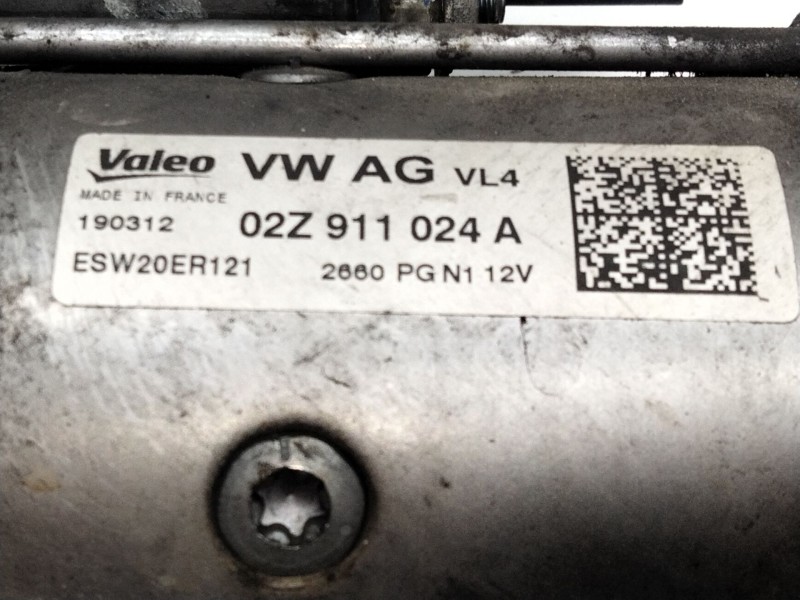 Valeo VW AG VL4
MADE IN FRANCE
190312 02Z 911 024 A
ESW20ER121 2660 PG N1 12V